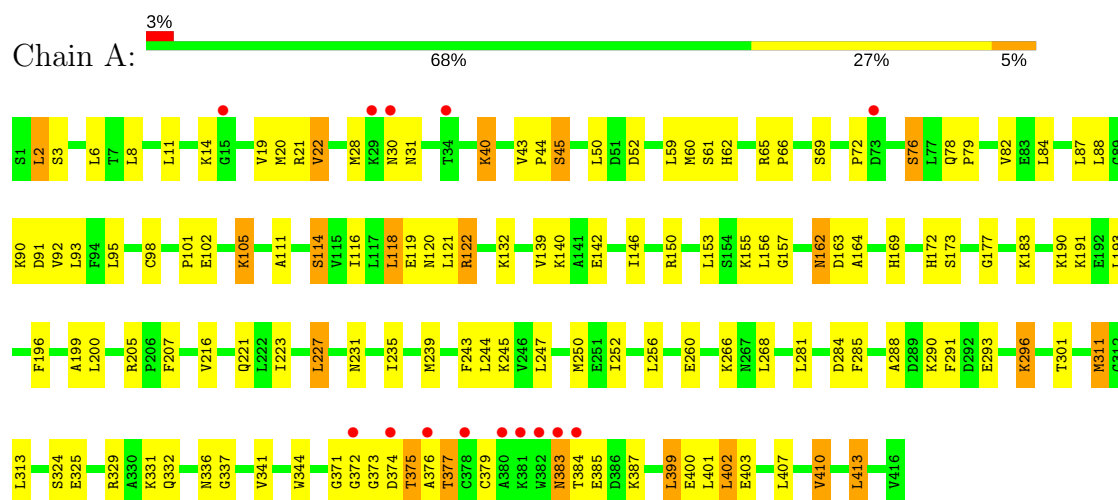 3%
Chain A:
68% 27% 5%
S1 L2 S3 L6 T7 L8 L11 K14 G15 V19 M20 R21 V22 M28 K29 N30 N31 T34 K40 V43 P44 S45 L50 D51 D52 L59 M60 S61 H62 R65 P66 S69 P72 D73 S76 L77 Q78 P79 V82 E83 L84 L87 L88 G89
K90 D91 V92 L93 F94 L95 C98 P101 E102 K105 A111 S114 V115 I116 L117 L118 E119 N120 L121 R122 K132 V139 K140 A141 E142 I146 R150 L153 S154 K155 L156 G157 N162 D163 A164 H169 H172 S173 G177 K183 K190 K191 E192 L193
F196 A199 L200 R205 P206 F207 V216 Q221 L222 I223 L227 N231 I235 M239 F243 L244 K245 V246 L247 M250 E251 I252 L256 E260 K266 N267 L268 L281 D284 F285 A288 D289 K290 F291 D292 E293 K296 T301 M311 G312
L313 S324 E325 R329 A330 K331 Q332 N336 G337 V341 W344 G371 G372 G373 D374 T375 A376 T377 C378 C379 A380 K381 W382 N383 T384 E385 D386 K387 L399 E400 L401 L402 E403 L407 V410 L413 V416